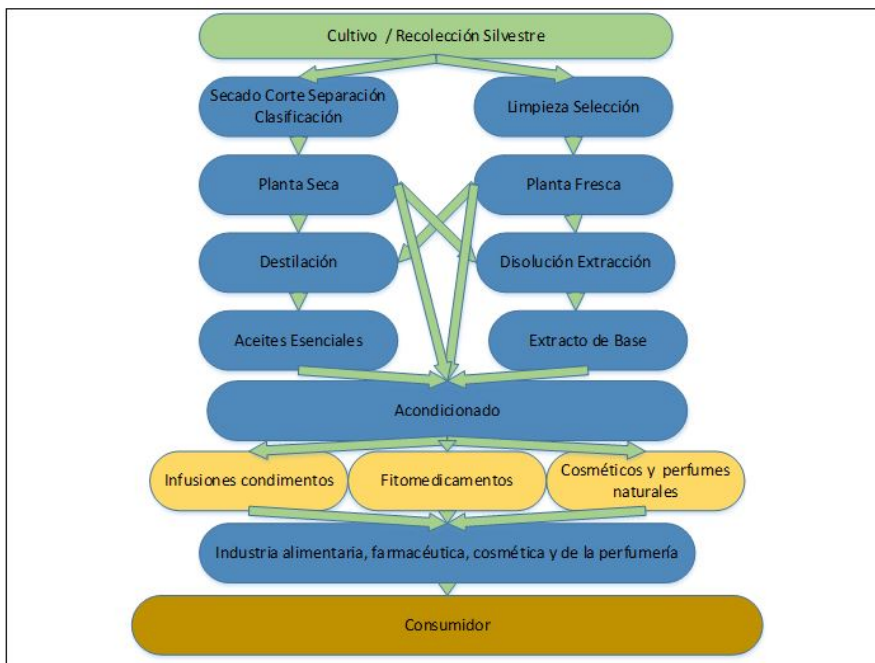 Cultivo / Recolección Silvestre
Secado Corte Separación
Clasificación
Limpieza Selección
Planta Seca
Planta Fresca
Destilación
Disolución Extracción
Aceites Esenciales
Extracto de Base
Acondicionado
Infusiones condimentos
Fitomedicamentos
Cosméticos y perfumes
naturales
Industria alimentaria, farmacéutica, cosmética y de la perfumería
Consumidor